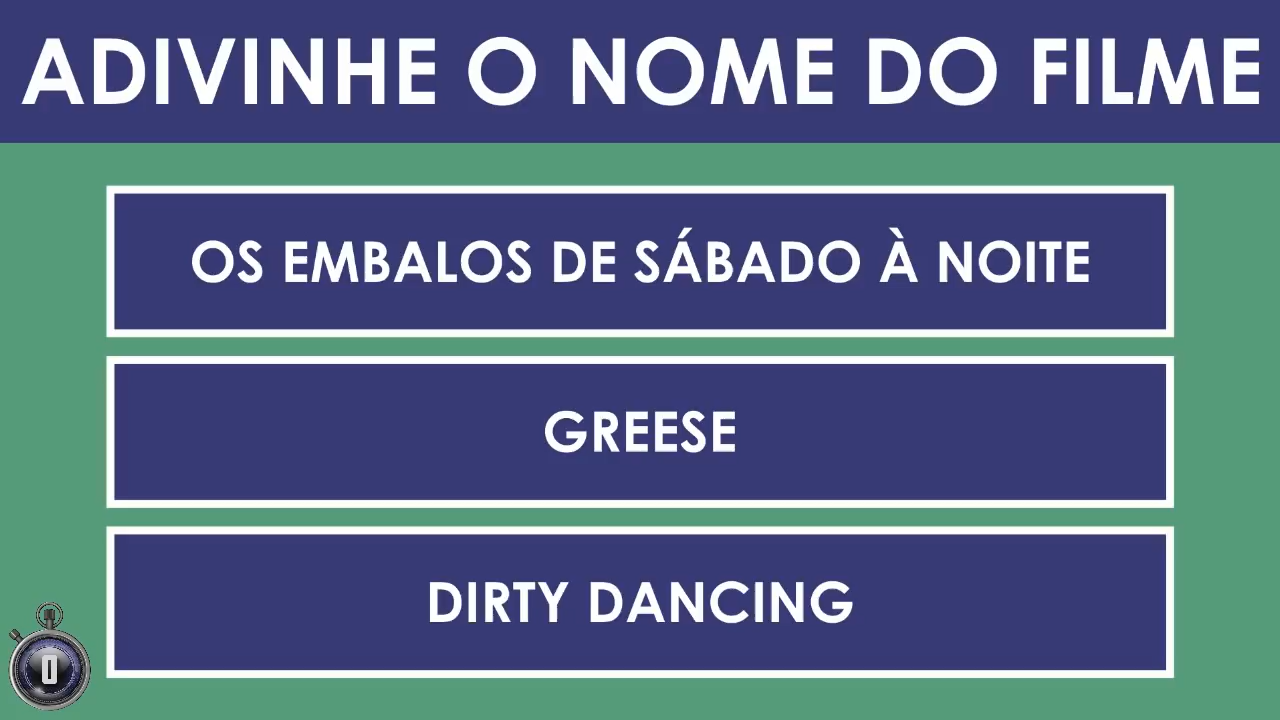 ADIVINHE O NOME DO FILME
OS EMBALOS DE SÁBADO À NOITE
GREESE
DIRTY DANCING
0